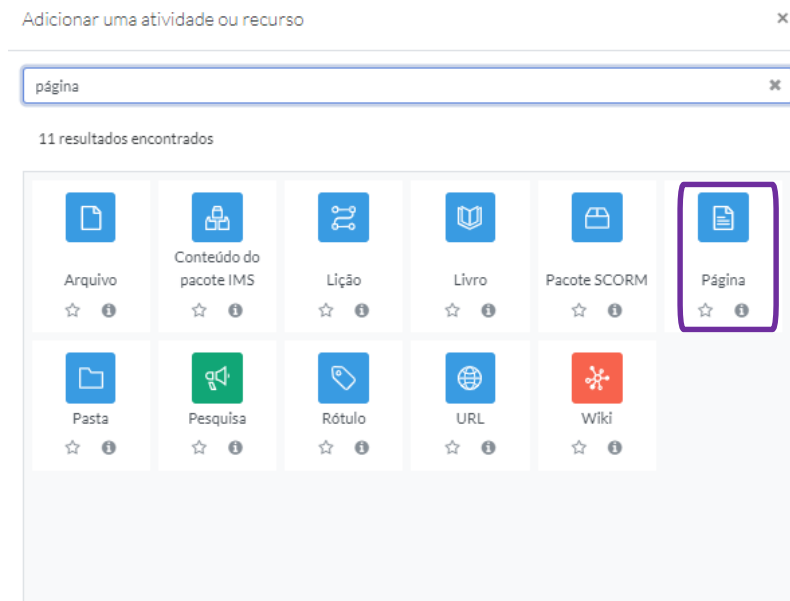 Adicionar uma atividade ou recurso
página
11 resultados encontrados
Arquivo
Conteúdo do
pacote IMS
Lição
Livro
Pacote SCORM
Página
Pasta
Pesquisa
Rótulo
URL
Wiki